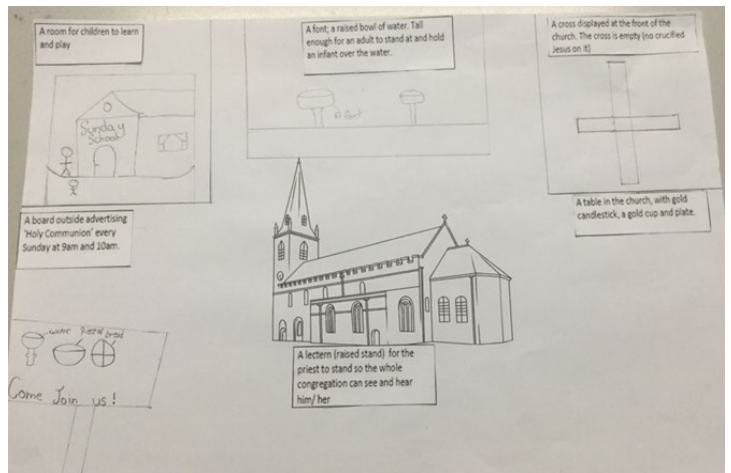 A room for children to learn
and play
A font; a raised bowl of water. Tall
enough for an adult to stand at and hold
an infant over the water.
A cross displayed at the front of the
church. The cross is empty (no crucified
Jesus on it)
Sunday
School
font
A board outside advertising
'Holy Communion' every
Sunday at 9am and 10am.
A table in the church, with gold
candlestick, a gold cup and plate.
bread
Come Join us!
A lectern (raised stand) for the
priest to stand so the whole
congregation can see and hear
him/ her